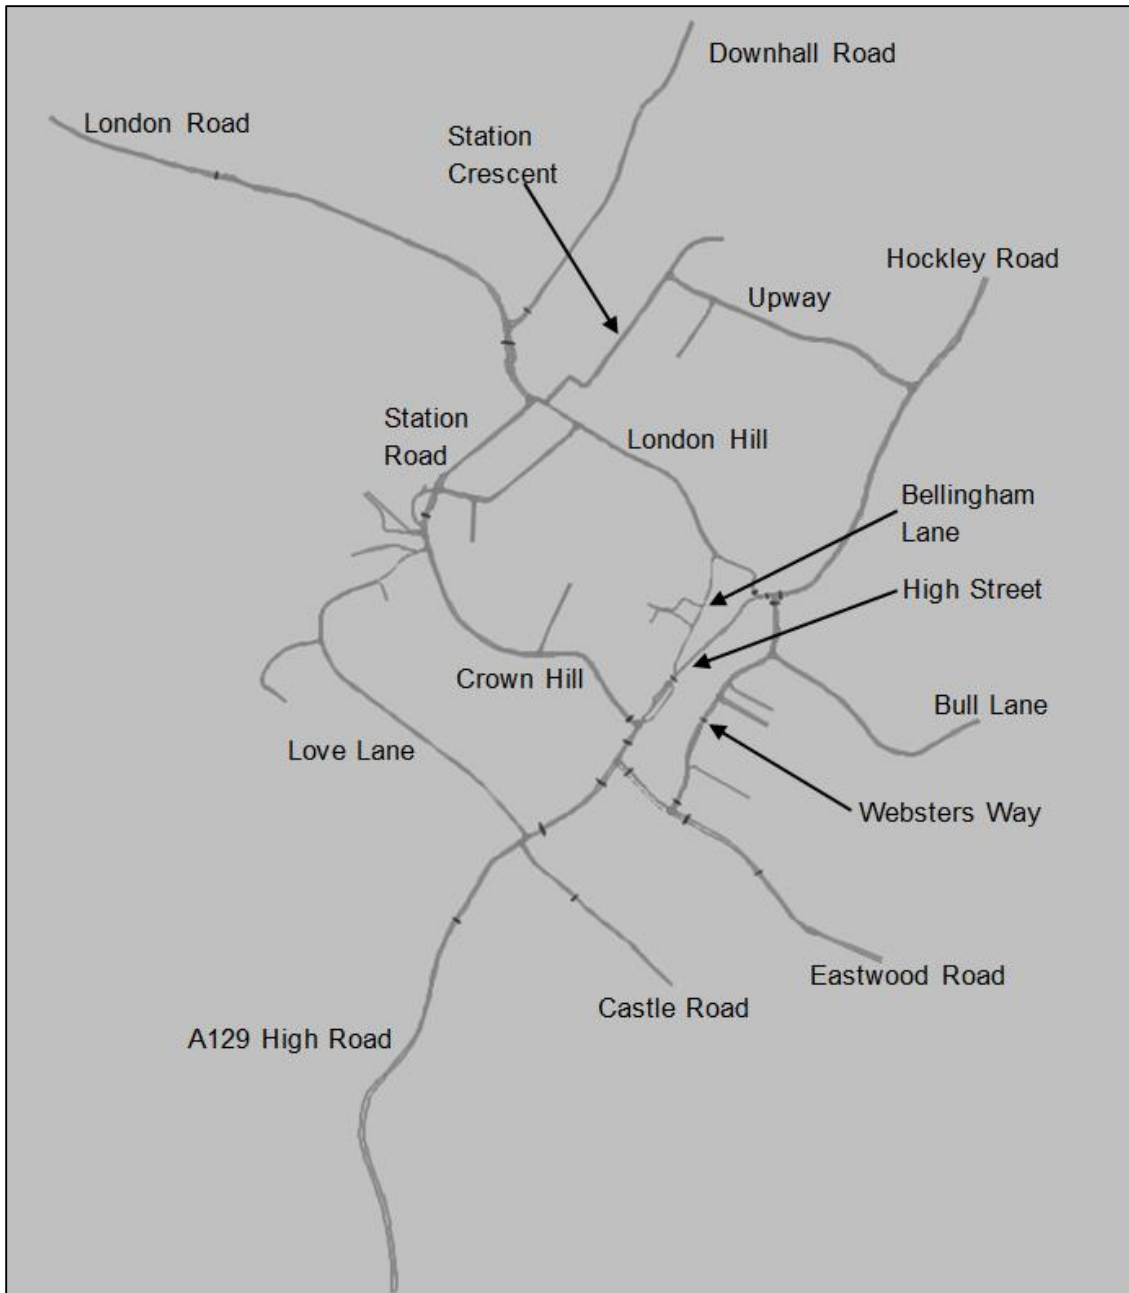 Downhall Road
London Road
Station
Crescent
Hockley Road
Upway
Station
Road
London Hill
Bellingham
Lane
High Street
Crown Hill
Bull Lane
Love Lane
Websters Way
Eastwood Road
Castle Road
A129 High Road